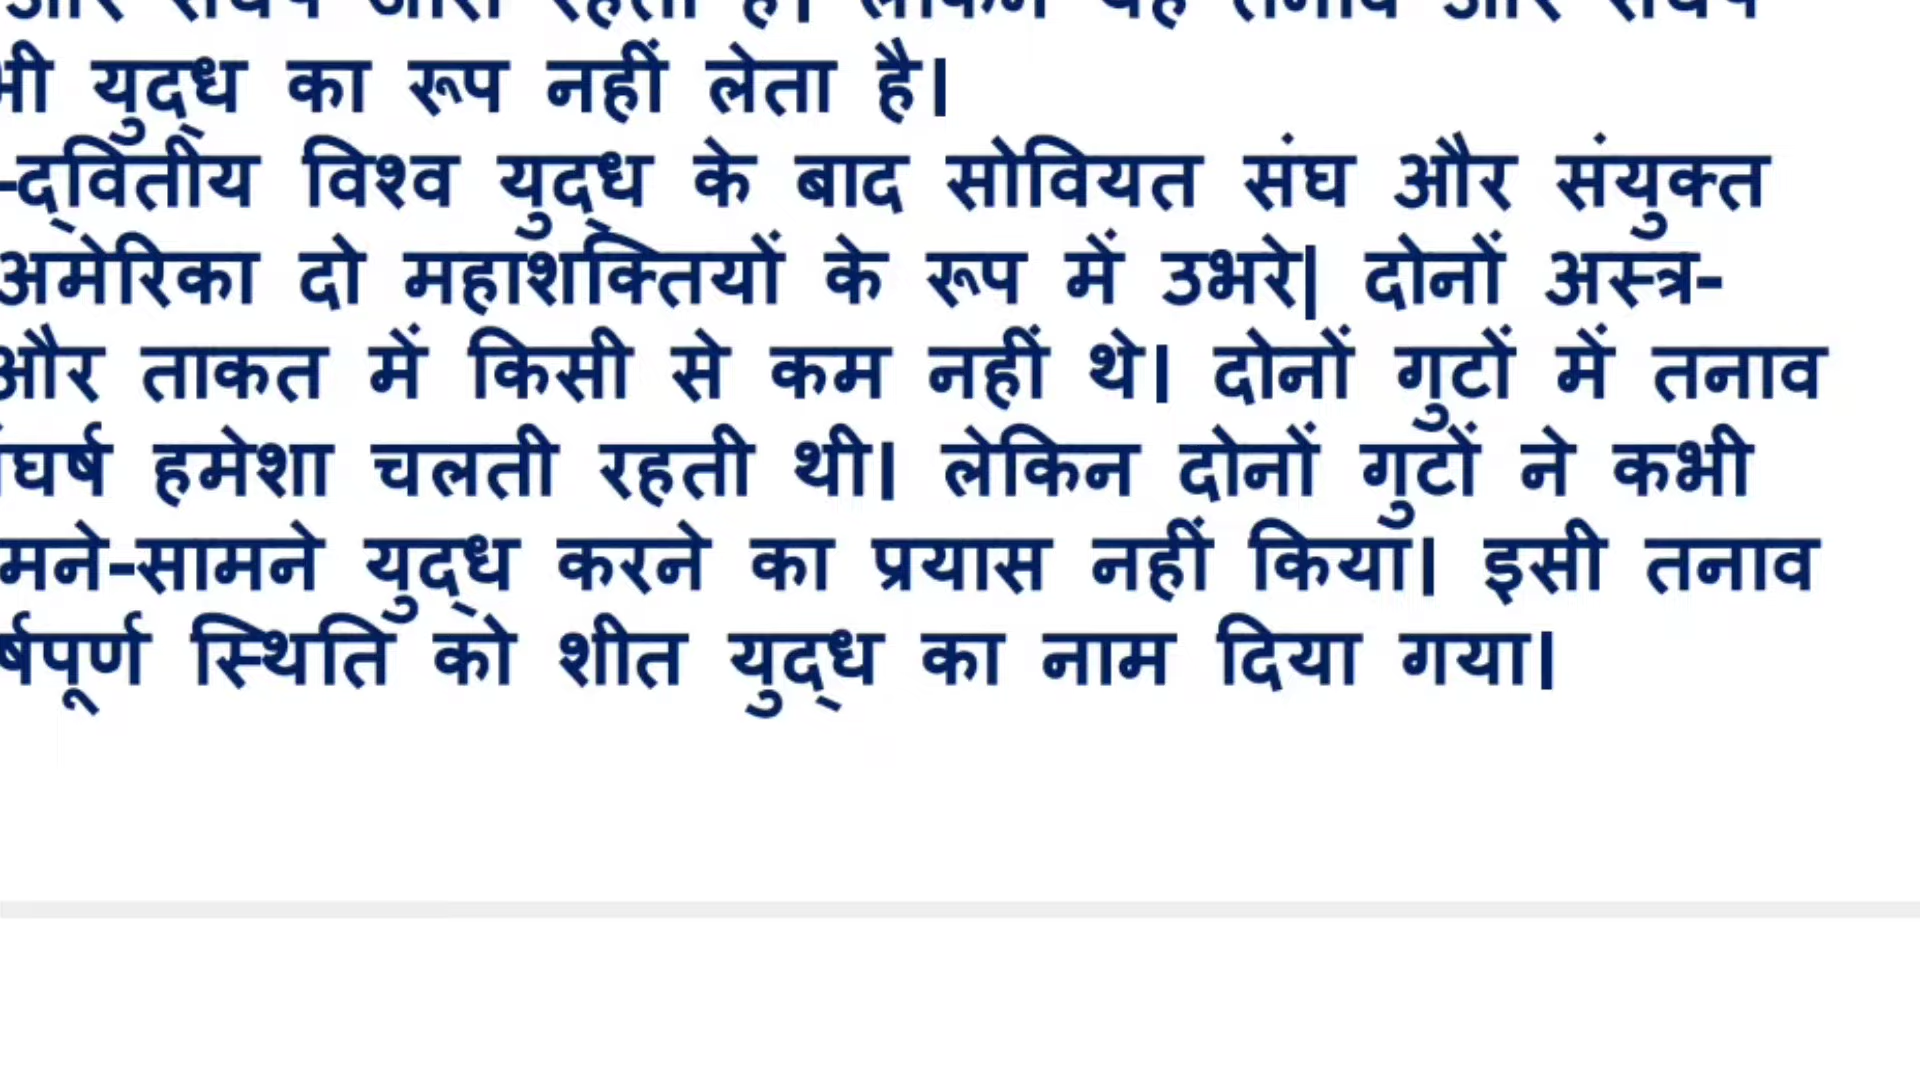 युद्ध का रूप नहीं लेता है।
-द्वितीय विश्व युद्ध के बाद सोवियत संघ और संयुक्त
अमेरिका दो महाशक्तियों के रूप में उभरे| दोनों अस्त्र-
और ताकत में किसी से कम नहीं थे। दोनों गुटों में तनाव
हमेशा चलती रहती थी। लेकिन दोनों गुटों ने कभी
मने-सामने युद्ध करने का प्रयास नहीं किया। इसी तनाव
र्षपूर्ण स्थिति को शीत युद्ध का नाम दिया गया।